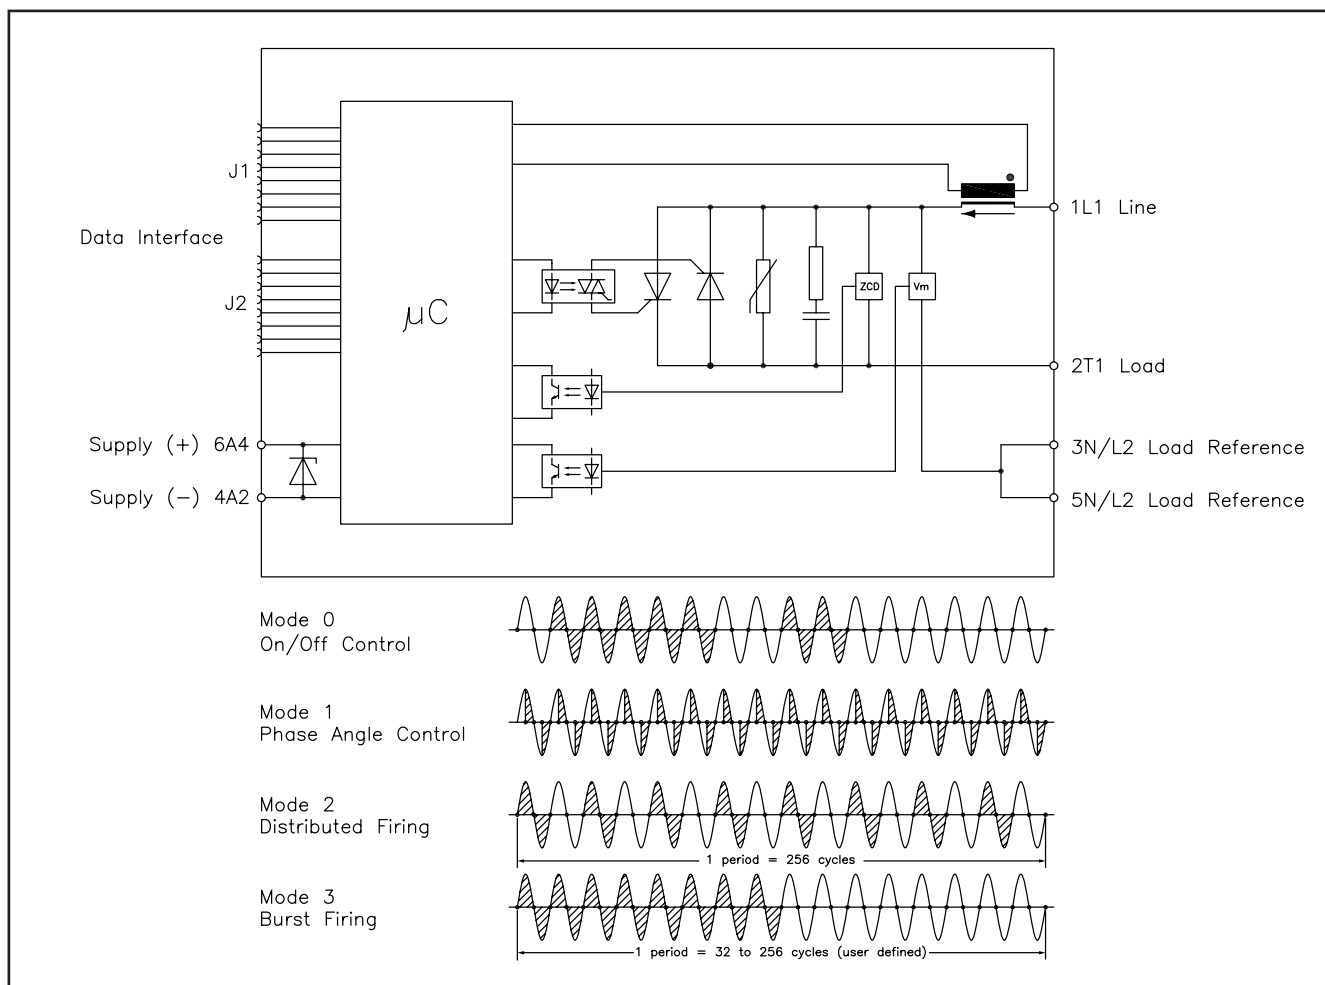 J1
1L1 Line
Data Interface
ZCD
Vm
J2
μC
2T1 Load
Supply (+) 6A4
3N/L2 Load Reference
Supply (−) 4A2
5N/L2 Load Reference
Mode 0
On/Off Control
Mode 1
Phase Angle Control
Mode 2
Distributed Firing
1 period = 256 cycles
Mode 3
Burst Firing
1 period = 32 to 256 cycles (user defined)